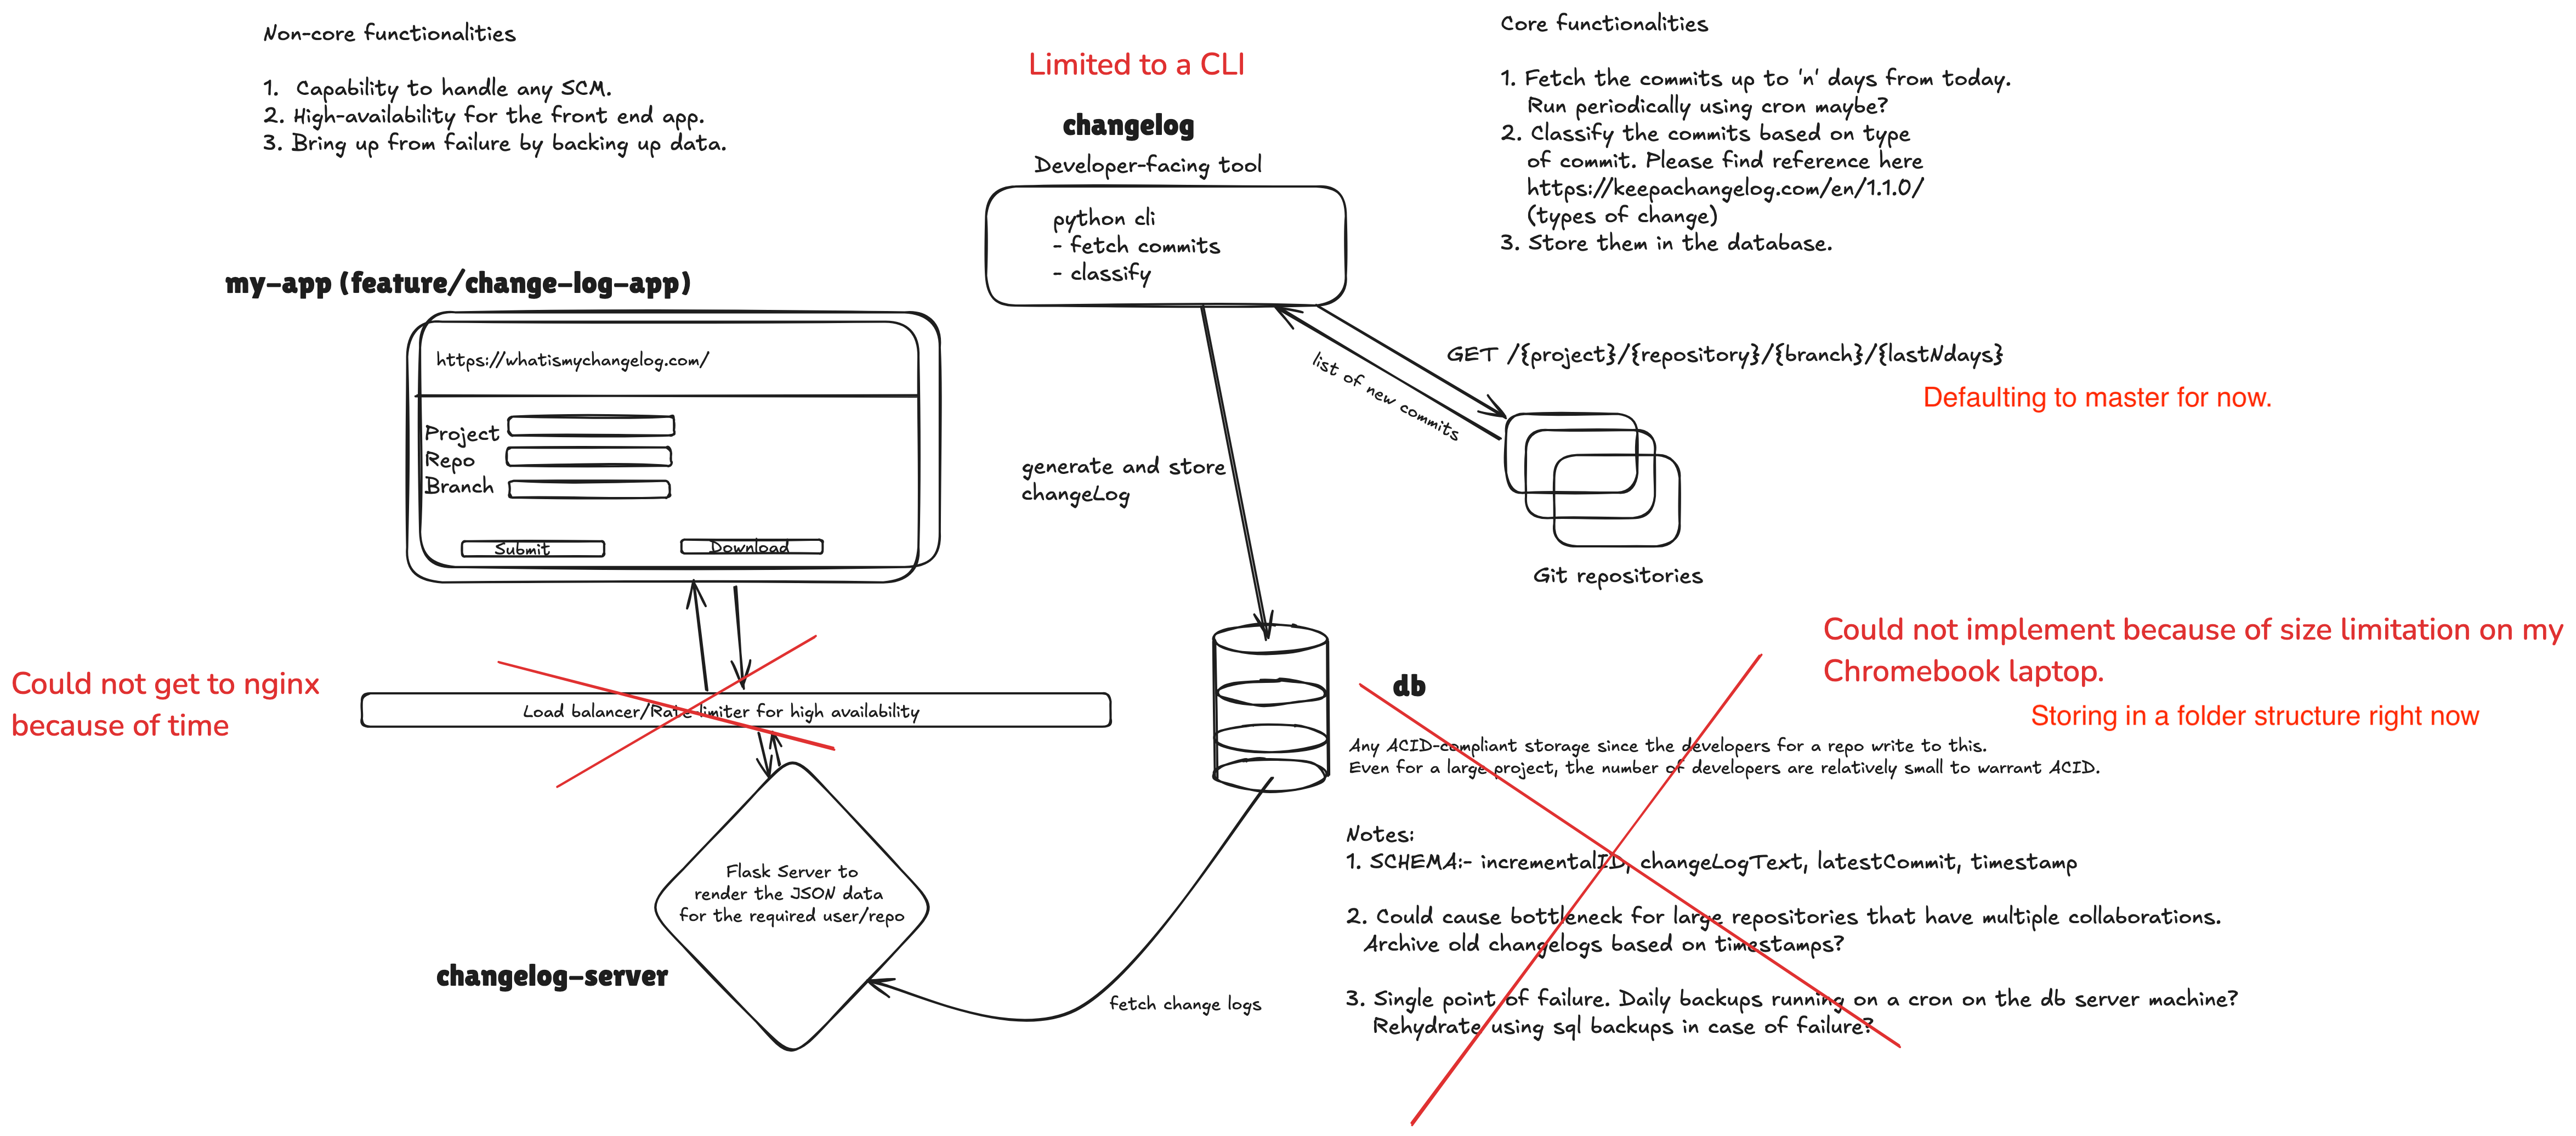 Non-core functionalities
1. Capability to handle any SCM.
2. High-availability for the front end app.
3. Bring up from failure by backing up data.
Limited to a CLI
changelog
Developer-facing tool
python cli
- fetch commits
- classify
Core functionalities
1. Fetch the commits up to 'n' days from today.
Run periodically using cron maybe?
2. Classify the commits based on type
of commit. Please find reference here
https://keepachangelog.com/en/1.1.0/
(types of change)
3. Store them in the database.
my-app (feature/change-log-app)
https://whatismychangelog.com/
Project
Repo
Branch
Submit
Download
list of new commits
GET /{project}/{repository}/{branch}/{lastNdays}
Defaulting to master for now.
generate and store
changeLog
Git repositories
Could not get to nginx
because of time
Load balancer/Rate limiter for high availability
Could not implement because of size limitation on my
Chromebook laptop.
Storing in a folder structure right now
db
Any ACID-compliant storage since the developers for a repo write to this.
Even for a large project, the number of developers are relatively small to warrant ACID.
Notes:
1. SCHEMA:- incrementalID, changeLogText, latestCommit, timestamp
2. Could cause bottleneck for large repositories that have multiple collaborations.
Archive old changelogs based on timestamps?
3. Single point of failure. Daily backups running on a cron on the db server machine?
Rehydrate using sql backups in case of failure?
Flask Server to
render the JSON data
for the required user/repo
changelog-server
fetch change logs